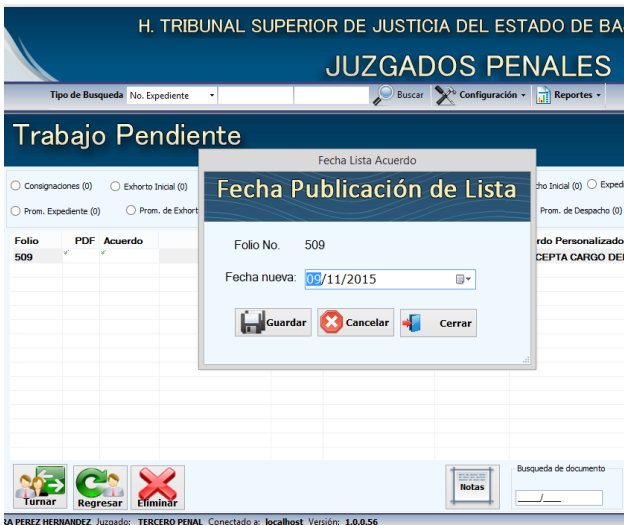 H. TRIBUNAL SUPERIOR DE JUSTICIA DEL ESTADO DE BA
JUZGADOS PENALES
Tipo de Busqueda No. Expediente Buscar Configuración Reportes
Trabajo Pendiente
Fecha Lista Acuerdo
Consignaciones (0) Exhorto Inicial (0) Fecha Publicación de Lista cho Inicial (0) Expedi
Prom. Expediente (0) Prom. de Exhort Prom. de Despacho (0)
Folio PDF Acuerdo Folio No. 509 rdo Personalizado
509 CEPTA CARGO DE
Fecha nueva: 09/11/2015
Guardar Cancelar Cerrar
Busqueda de documento
Turnar Regresar Eliminar Notas __/__
RA PEREZ HERNANDEZ Juzgado: TERCERO PENAL Conectado a: localhost Versión: 1.0.0.56